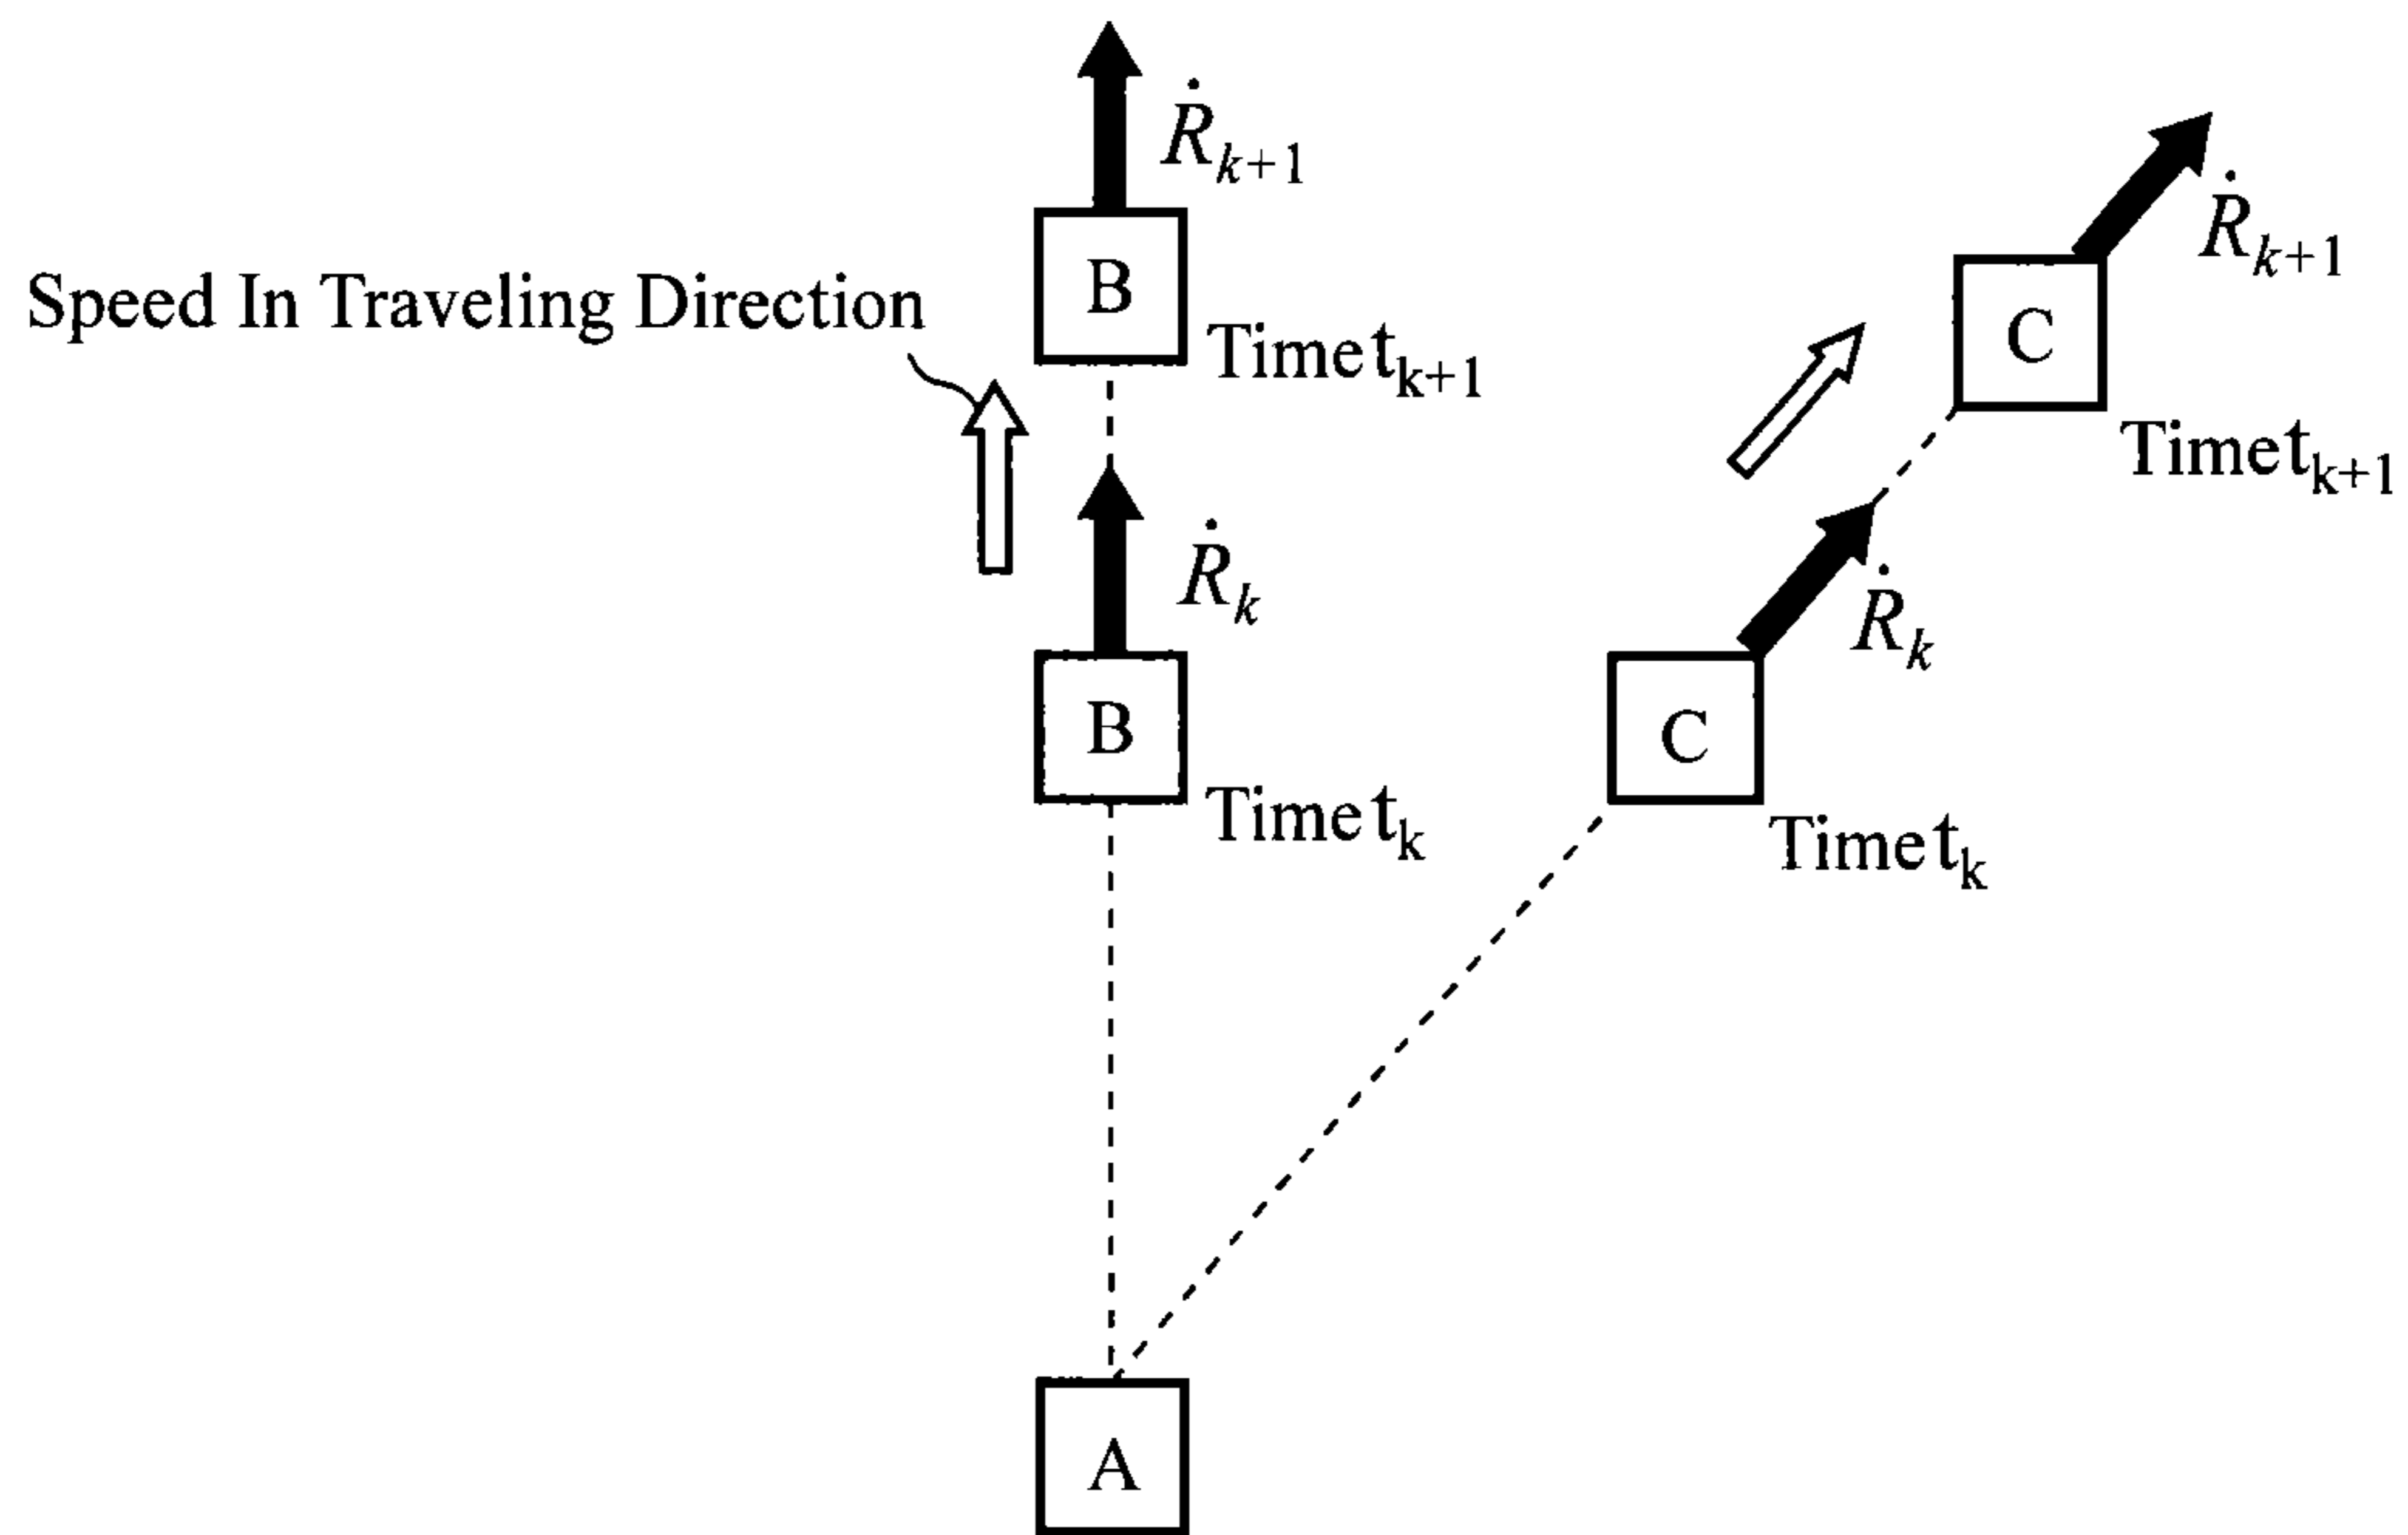 Ṙk+1
Ṙk+1
B
C
Speed In Traveling Direction
Timetk+1
Timetk+1
Ṙk
Ṙk
B
C
Timetk
Timetk
A